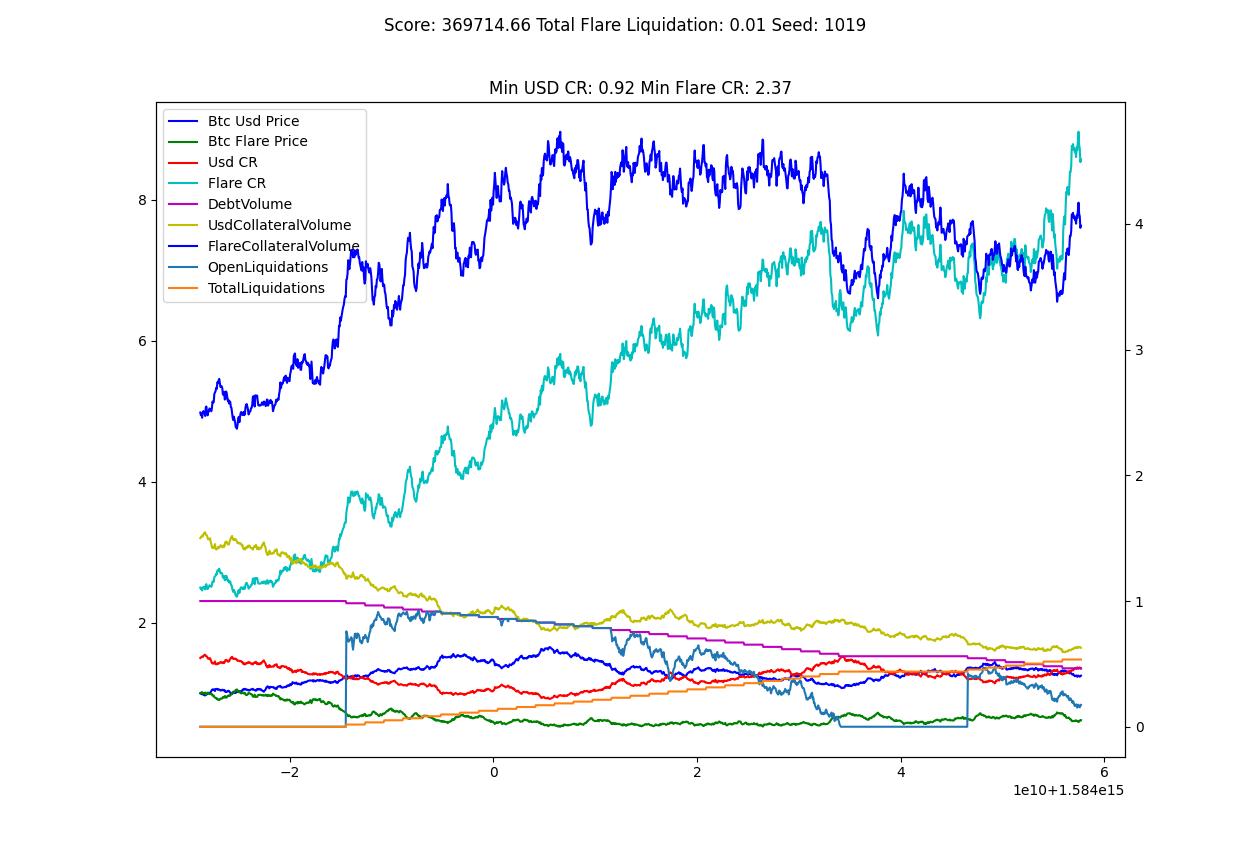 Score: 369714.66 Total Flare Liquidation: 0.01 Seed: 1019
Min USD CR: 0.92 Min Flare CR: 2.37
Btc Usd Price
Btc Flare Price
Usd CR
Flare CR
DebtVolume
UsdCollateralVolume
FlareCollateralVolume
OpenLiquidations
TotalLiquidations
8
6
4
2
4
3
2
1
0
−2
0
2
4
6
1e10+1.584e15